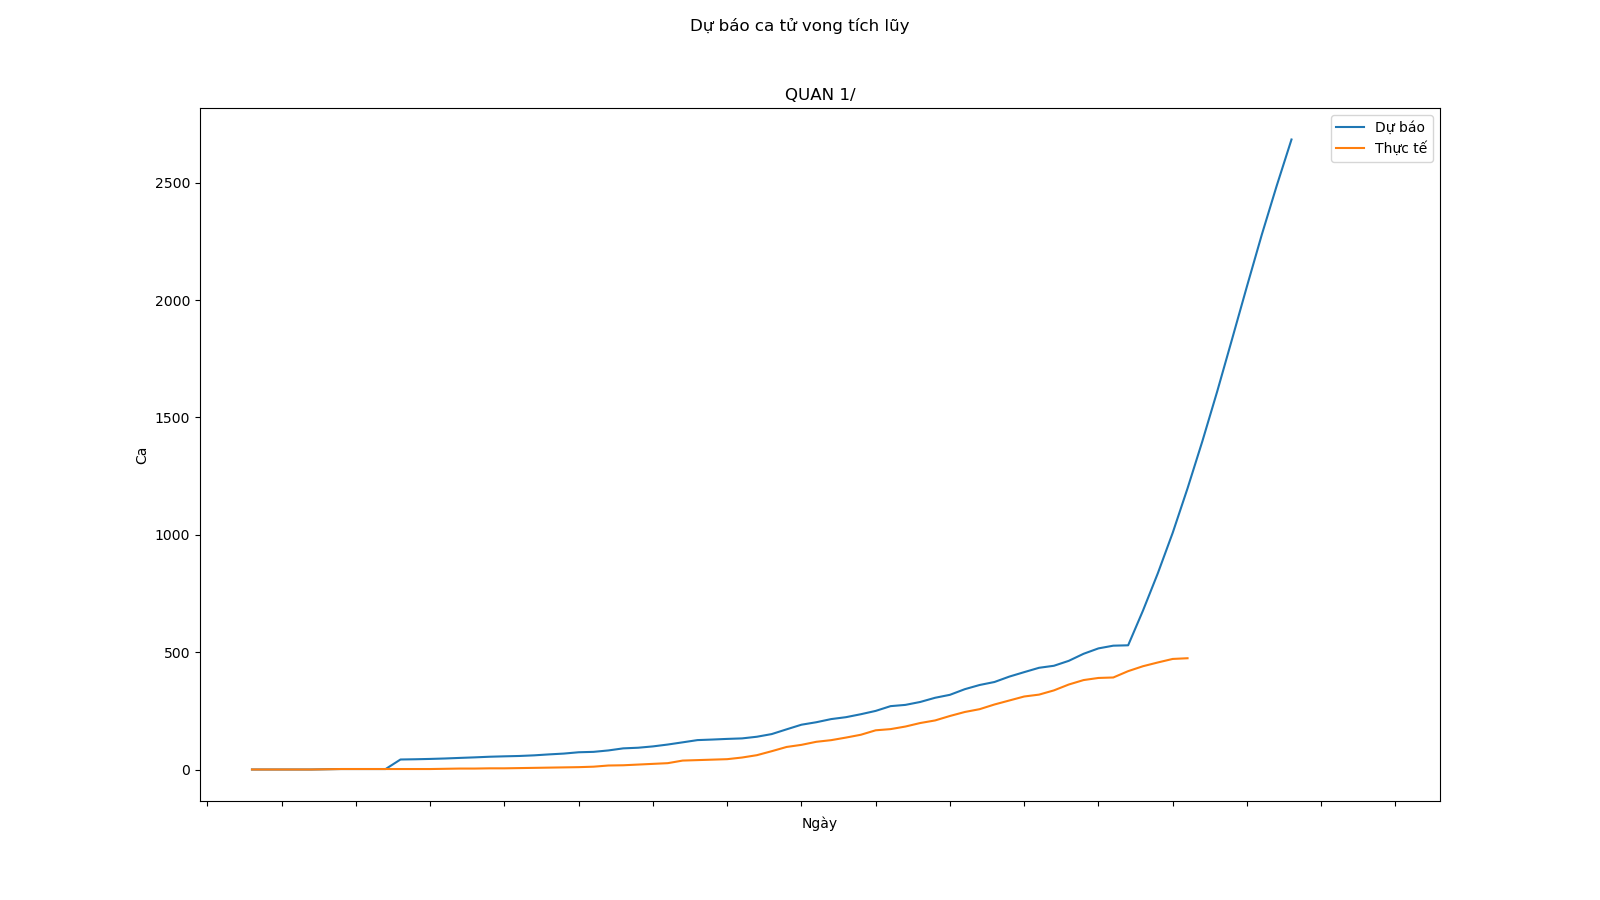 Dự báo ca tử vong tích lũy
QUAN 1/
Dự báo
Thực tế
2500
2000
1500
1000
500
0
Ca
Ngày